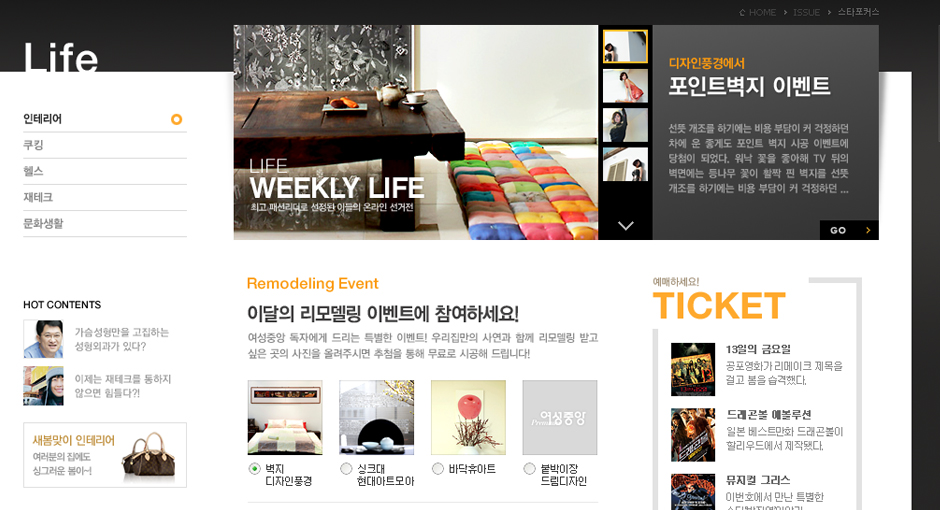 HOME > ISSUE > 스타포커스
Life
인테리어
쿠킹
헬스
재테크
문화생활
LIFE
WEEKLY LIFE
최고 패션리더로 선정된 이들의 온라인 선거전
디자인풍경에서
포인트벽지 이벤트
선뜻 개조를 하기에는 비용 부담이 커 걱정하던
차에 운 좋게도 포인트 벽지 시공 이벤트에
당첨이 되었다. 워낙 꽃을 좋아해 TV 뒤의
벽면에는 등나무 꽃이 활짝 핀 벽지를 선뜻
개조를 하기에는 비용 부담이 커 걱정하던 ...
GO
HOT CONTENTS
가슴성형만을 고집하는
성형외과가 있다?
이제는 재테크를 통하지
않으면 힘들다?!
새봄맞이 인테리어
여러분의 집에도
싱그러운 봄아~!
Remodeling Event
이달의 리모델링 이벤트에 참여하세요!
여성중앙 독자에게 드리는 특별한 이벤트! 우리집만의 사연과 함께 리모델링 받고
싶은 곳의 사진을 올려주시면 추첨을 통해 무료로 시공해 드립니다!
여성중앙
벽지
디자인풍경
싱크대
현대아트모아
바닥휴아트
붙박이장
드림디자인
예매하세요!
TICKET
13일의 금요일
공포영화가 리메이크 제목을
걸고 봄을 습격했다.
드래곤볼 에볼루션
일본 베스트만화 드래곤볼이
할리우드에서 제작됐다.
뮤지컬 그리스
이번호에서 만난 특별한